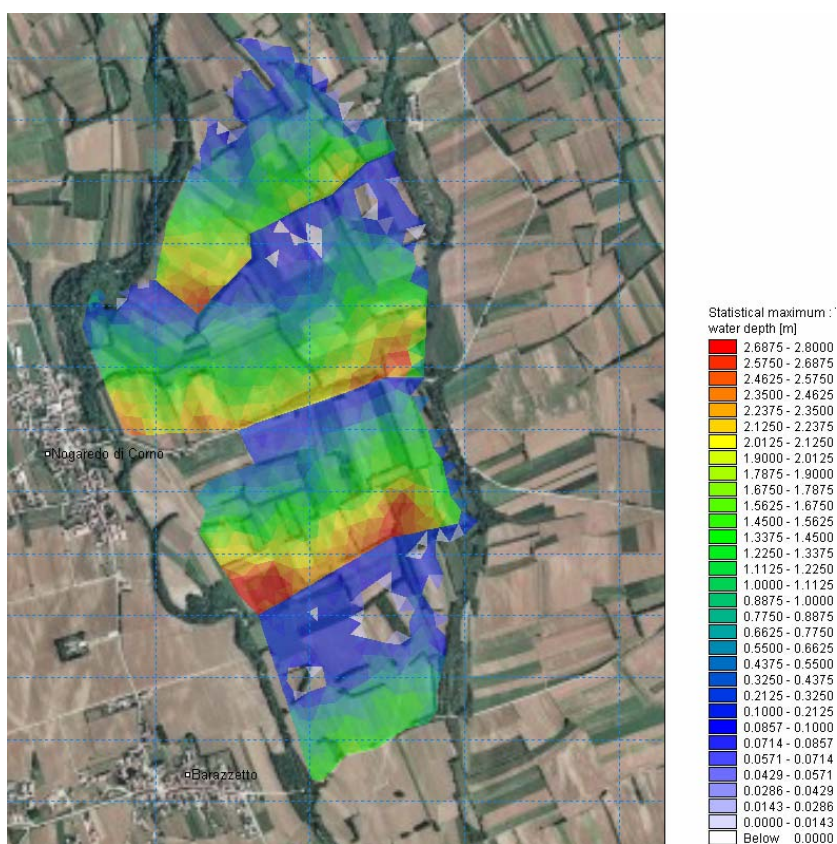 Nogaredo di Corno
Barazzetto
Statistical maximum :
water depth [m]
2.6875 - 2.8000
2.5750 - 2.6875
2.4625 - 2.5750
2.3500 - 2.4625
2.2375 - 2.3500
2.1250 - 2.2375
2.0125 - 2.1250
1.9000 - 2.0125
1.7875 - 1.9000
1.6750 - 1.7875
1.5625 - 1.6750
1.4500 - 1.5625
1.3375 - 1.4500
1.2250 - 1.3375
1.1125 - 1.2250
1.0000 - 1.1125
0.8875 - 1.0000
0.7750 - 0.8875
0.6625 - 0.7750
0.5500 - 0.6625
0.4375 - 0.5500
0.3250 - 0.4375
0.2125 - 0.3250
0.1000 - 0.2125
0.0857 - 0.1000
0.0714 - 0.0857
0.0571 - 0.0714
0.0429 - 0.0571
0.0286 - 0.0429
0.0143 - 0.0286
0.0000 - 0.0143
Below 0.0000